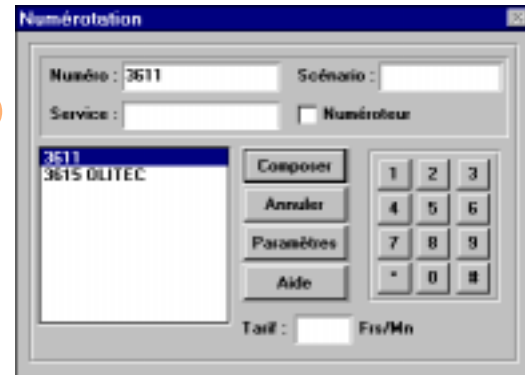 Numérotation
Numéro : 3611 Scénario :
Service : Numéroteur
3611
3615 OLITEC
Composer
Annuler
Paramètres
Aide
1 2 3
4 5 6
7 8 9
* 0 #
Tarif : Frs/Mn